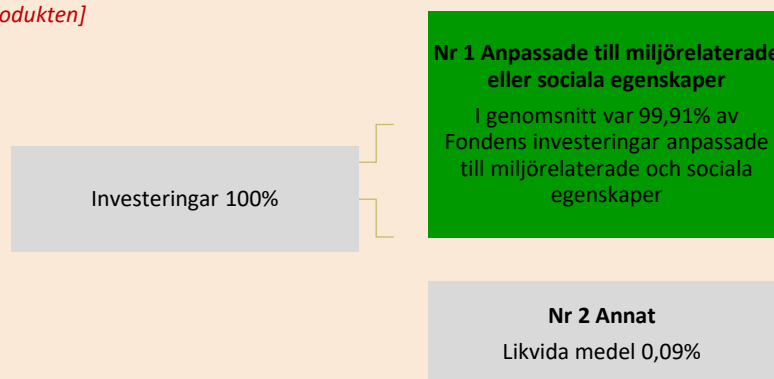 odukten]
Nr 1 Anpassade till miljörelaterade
eller sociala egenskaper
I genomsnitt var 99,91% av
Fondens investeringar anpassade
till miljörelaterade och sociala
egenskaper
Investeringar 100%
Nr 2 Annat
Likvida medel 0,09%